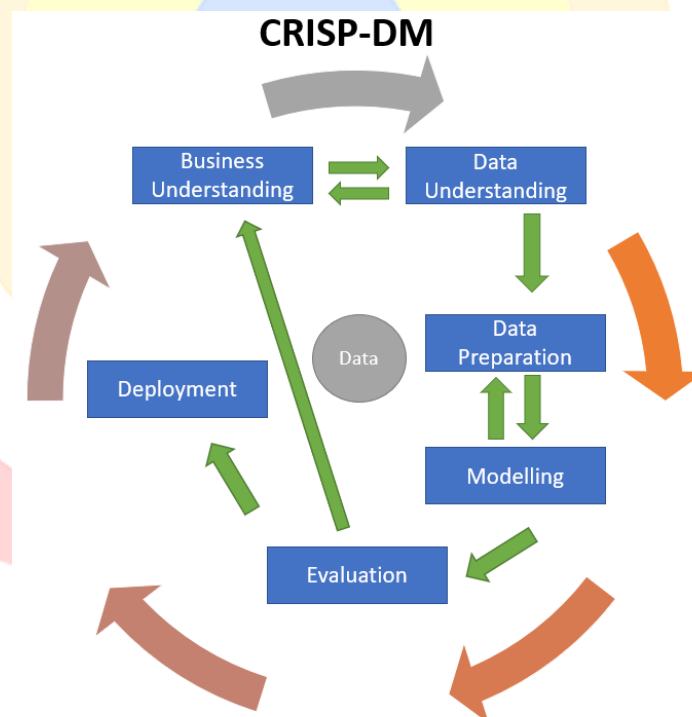 CRISP-DM
Business
Understanding
Data
Understanding
Data
Preparation
Data
Deployment
Modelling
Evaluation